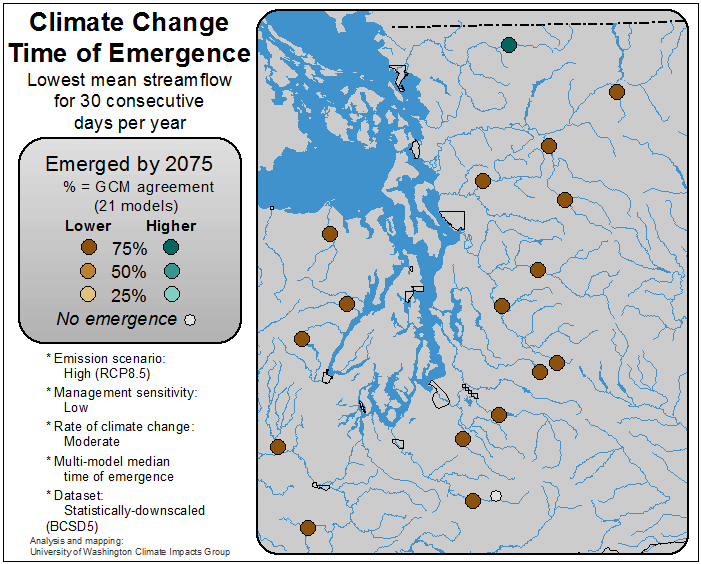 Climate Change
Time of Emergence
Lowest mean streamflow
for 30 consecutive
days per year
Emerged by 2075
% = GCM agreement
(21 models)
Lower Higher
75%
50%
25%
No emergence
* Emission scenario:
High (RCP8.5)
* Management sensitivity:
Low
* Rate of climate change:
Moderate
* Multi-model median
time of emergence
* Dataset:
Statistically-downscaled
(BCSD5)
Analysis and mapping:
University of Washington Climate Impacts Group